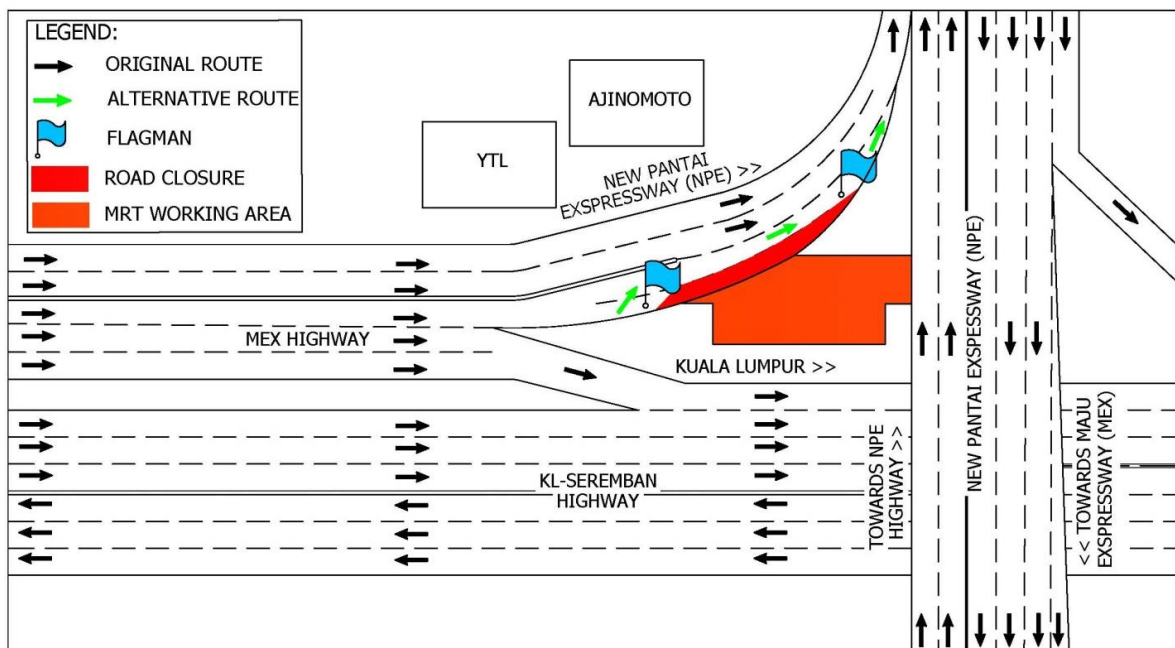 LEGEND:
ORIGINAL ROUTE
ALTERNATIVE ROUTE
FLAGMAN
ROAD CLOSURE
MRT WORKING AREA
AJINOMOTO
YTL
NEW PANTAI
EXSPRESSWAY (NPE) >>
MEX HIGHWAY
KUALA LUMPUR >>
KL-SEREMBAN
HIGHWAY
TOWARDS NPE
HIGHWAY >>
NEW PANTAI EXSPESSWAY (NPE)
<< TOWARDS MAJU
EXSPRESSWAY (MEX)